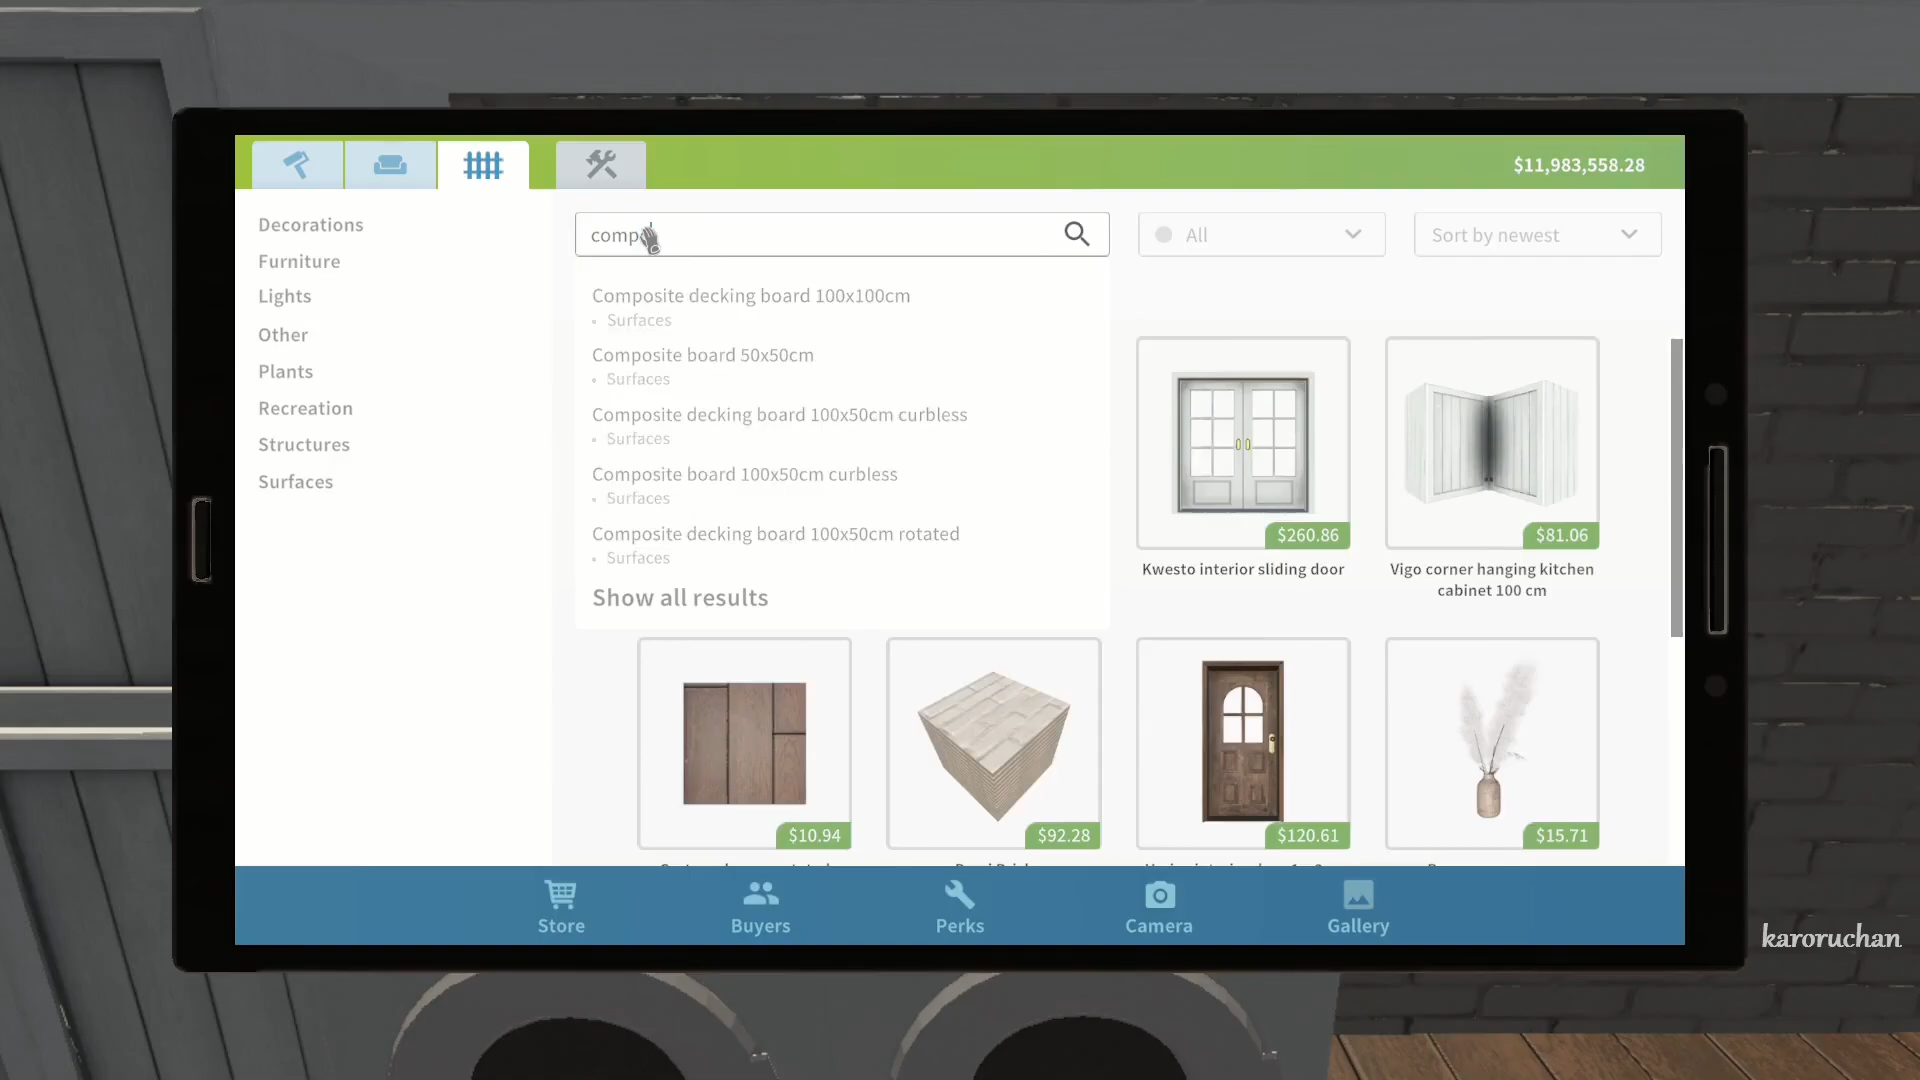 $11,983,558.28
Decorations
Furniture
Lights
Other
Plants
Recreation
Structures
Surfaces
comp
All
Sort by newest
Composite decking board 100x100cm
• Surfaces
Composite board 50x50cm
• Surfaces
Composite decking board 100x50cm curbless
• Surfaces
Composite board 100x50cm curbless
• Surfaces
Composite decking board 100x50cm rotated
• Surfaces
Show all results
$260.86
Kwesto interior sliding door
$81.06
Vigo corner hanging kitchen
cabinet 100 cm
$10.94
$92.28
$120.61
$15.71
Store
Buyers
Perks
Camera
Gallery
karoruchan